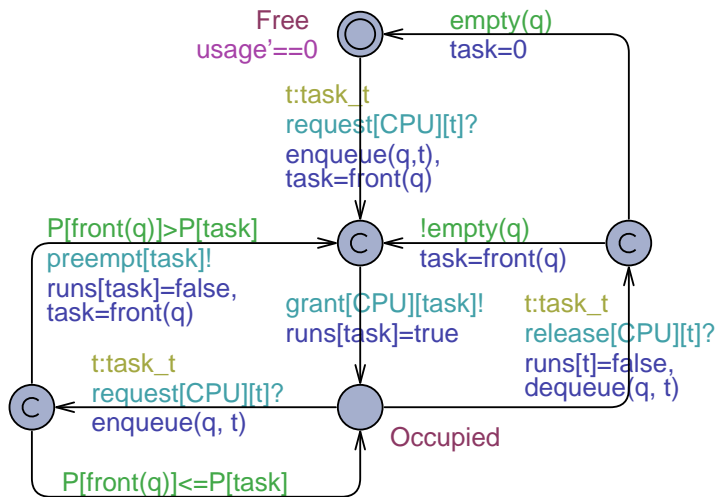 Free
usage'==0
empty(q)
task=0
t:task_t
request[CPU][t]?
enqueue(q,t),
task=front(q)
P[front(q)]>P[task]
preempt[task]!
runs[task]=false,
task=front(q)
C
!empty(q)
task=front(q)
C
grant[CPU][task]!
runs[task]=true
t:task_t
release[CPU][t]?
runs[t]=false,
dequeue(q, t)
t:task_t
request[CPU][t]?
enqueue(q, t)
C
Occupied
P[front(q)]<=P[task]